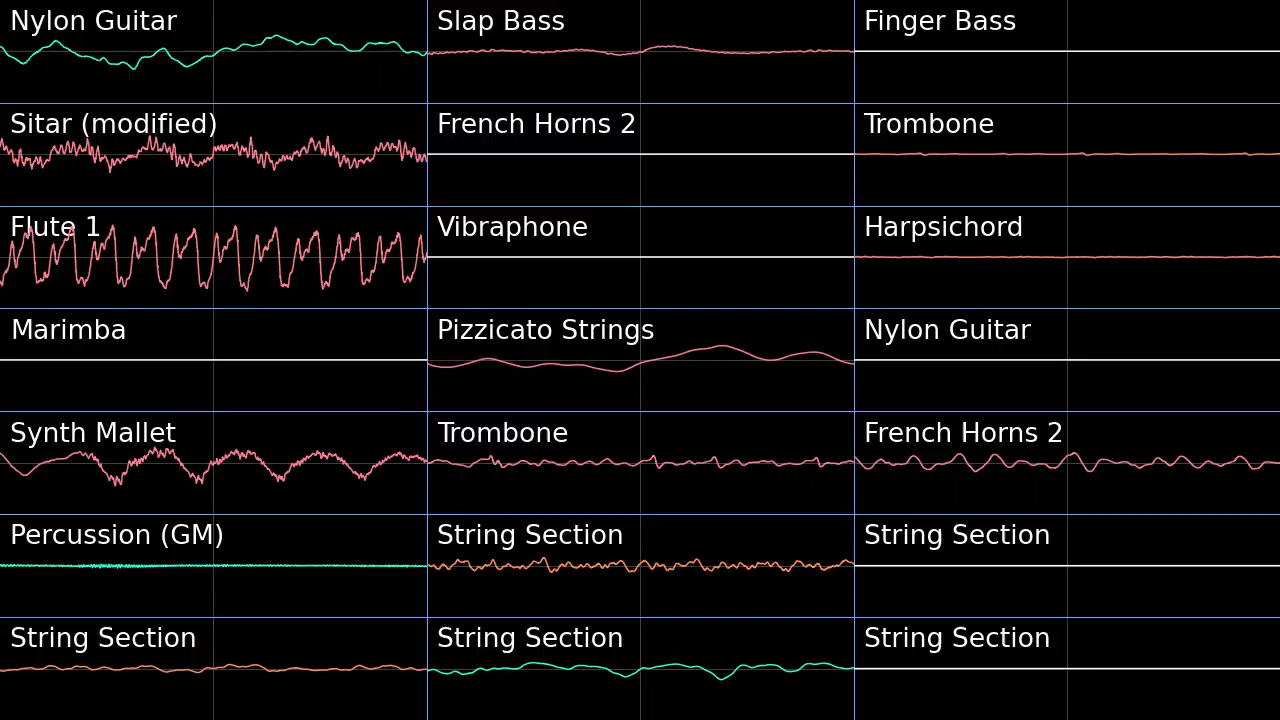 Nylon Guitar
Slap Bass
Finger Bass
Sitar (modified)
French Horns 2
Trombone
Flute 1
Vibraphone
Harpsichord
Marimba
Pizzicato Strings
Nylon Guitar
Synth Mallet
Trombone
French Horns 2
Percussion (GM)
String Section
String Section
String Section
String Section
String Section